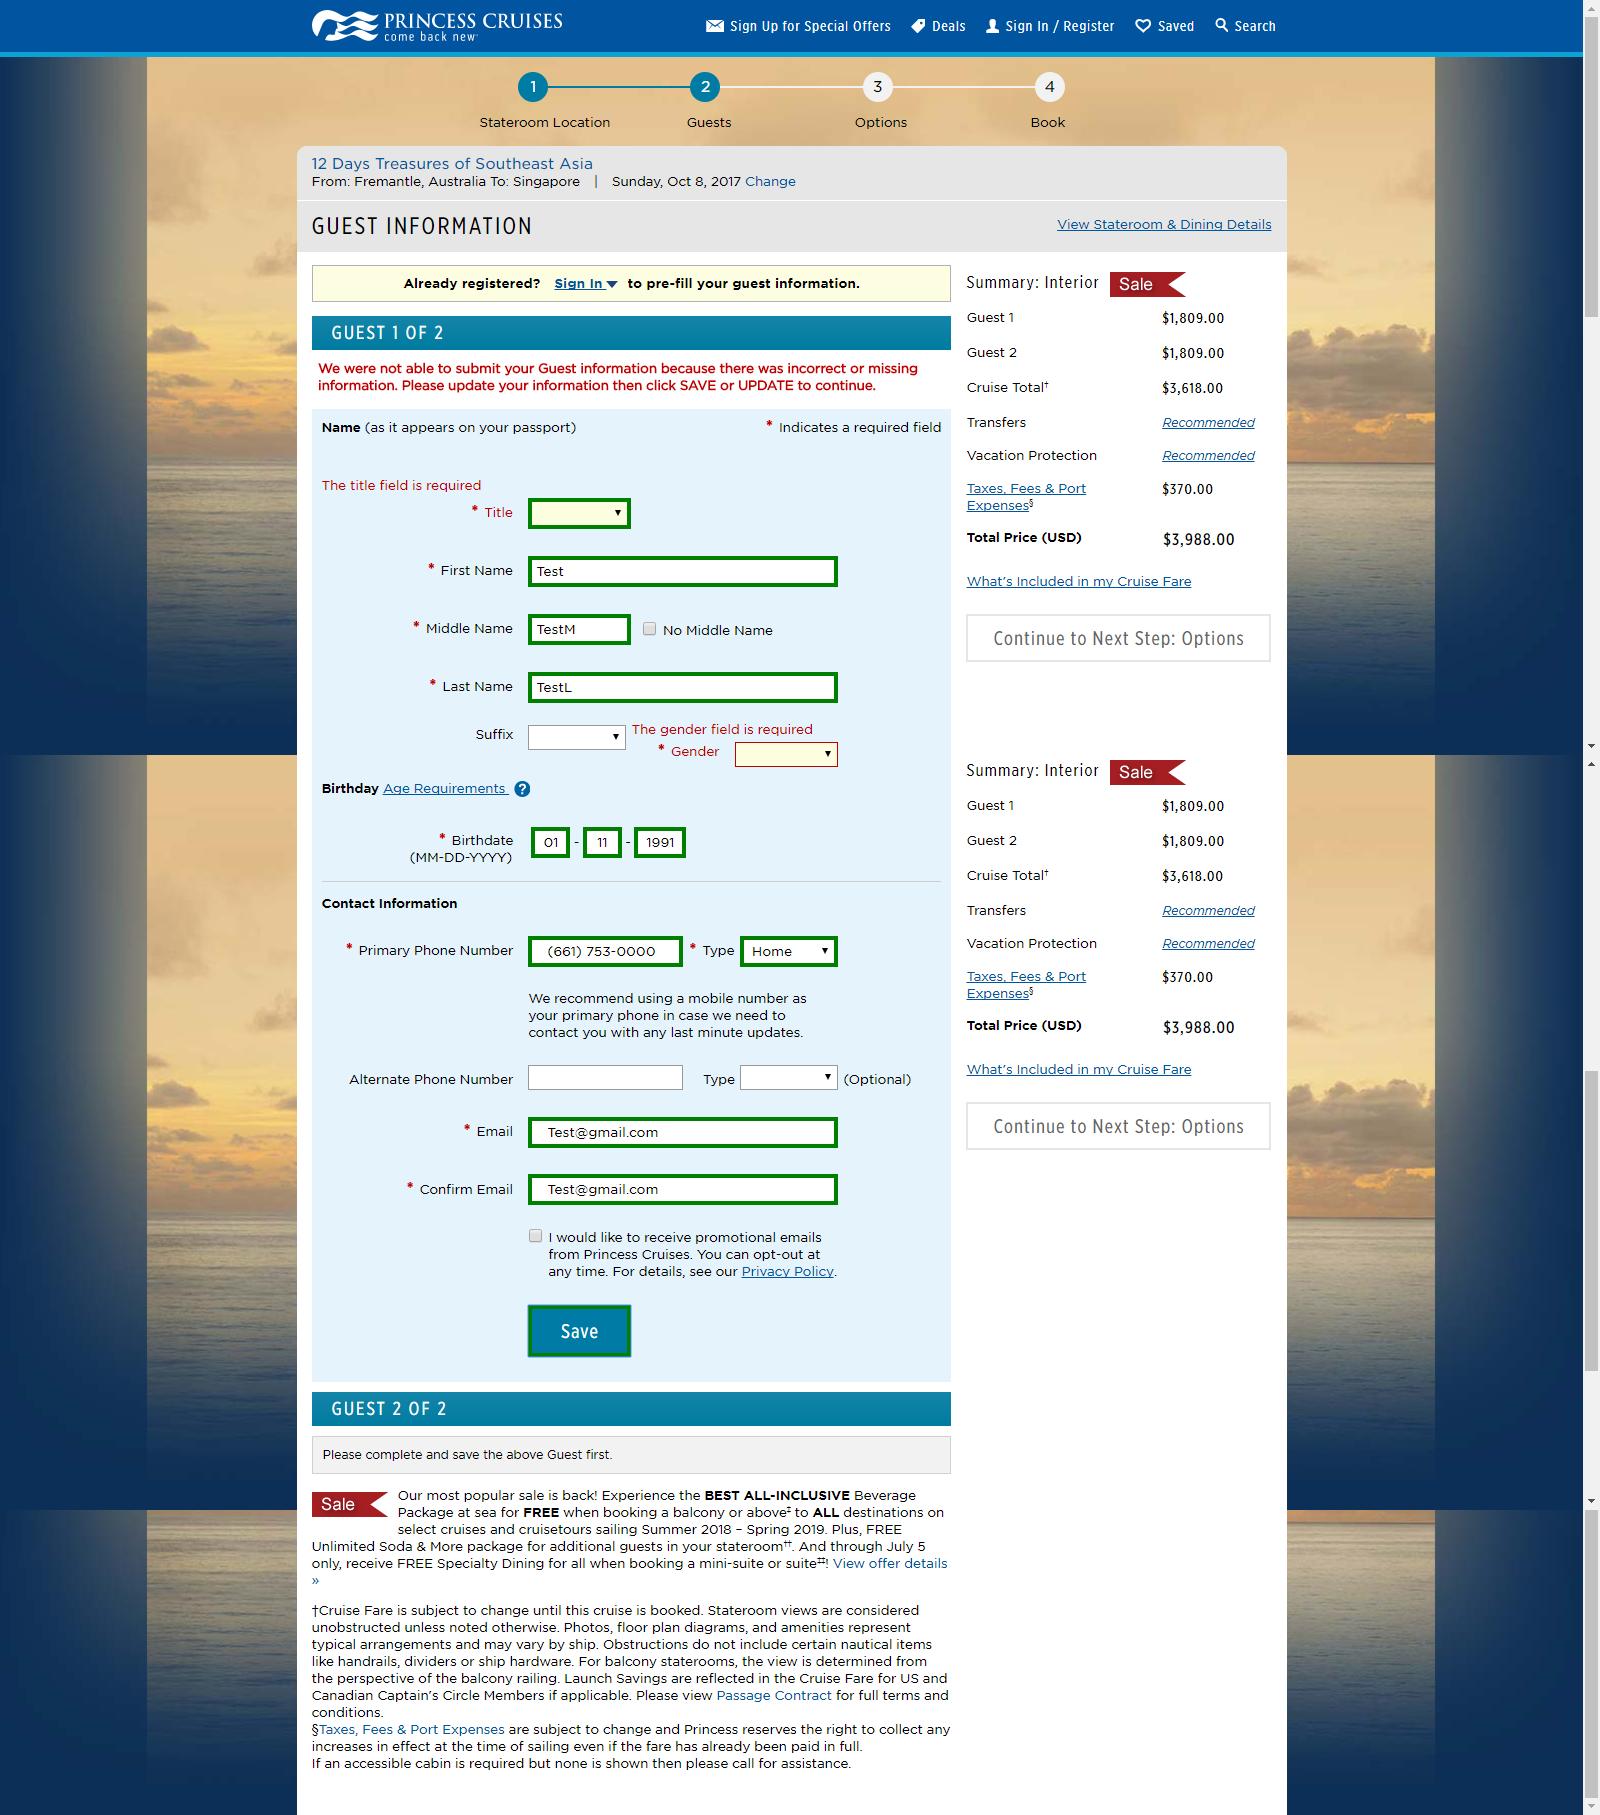 PRINCESS CRUISES
come back new
Sign Up for Special Offers
Deals
Sign In / Register
Saved
Search
1
2
3
4
Stateroom Location
Guests
Options
Book
12 Days Treasures of Southeast Asia
From: Fremantle, Australia To: Singapore | Sunday, Oct 8, 2017 Change
GUEST INFORMATION
View Stateroom & Dining Details
Already registered? Sign In to pre-fill your guest information.
GUEST 1 OF 2
We were not able to submit your Guest information because there was incorrect or missing
information. Please update your information then click SAVE or UPDATE to continue.
Name (as it appears on your passport)
* Indicates a required field
The title field is required
* Title
* First Name Test
* Middle Name TestM No Middle Name
* Last Name TestL
Suffix
The gender field is required
* Gender
Birthday Age Requirements ?
* Birthdate 01 - 11 - 1991
(MM-DD-YYYY)
Contact Information
* Primary Phone Number (661) 753-0000 * Type Home
We recommend using a mobile number as
your primary phone in case we need to
contact you with any last minute updates.
Alternate Phone Number Type (Optional)
* Email Test@gmail.com
* Confirm Email Test@gmail.com
I would like to receive promotional emails
from Princess Cruises. You can opt-out at
any time. For details, see our Privacy Policy.
Save
GUEST 2 OF 2
Please complete and save the above Guest first.
Sale
Our most popular sale is back! Experience the BEST ALL-INCLUSIVE Beverage
Package at sea for FREE when booking a balcony or above‡ to ALL destinations on
select cruises and cruisetours sailing Summer 2018 – Spring 2019. Plus, FREE
Unlimited Soda & More package for additional guests in your stateroom††. And through July 5
only, receive FREE Specialty Dining for all when booking a mini-suite or suite‡‡! View offer details
»
†Cruise Fare is subject to change until this cruise is booked. Stateroom views are considered
unobstructed unless noted otherwise. Photos, floor plan diagrams, and amenities represent
typical arrangements and may vary by ship. Obstructions do not include certain nautical items
like handrails, dividers or ship hardware. For balcony staterooms, the view is determined from
the perspective of the balcony railing. Launch Savings are reflected in the Cruise Fare for US and
Canadian Captain's Circle Members if applicable. Please view Passage Contract for full terms and
conditions.
§Taxes, Fees & Port Expenses are subject to change and Princess reserves the right to collect any
increases in effect at the time of sailing even if the fare has already been paid in full.
If an accessible cabin is required but none is shown then please call for assistance.
Summary: Interior Sale
Guest 1 $1,809.00
Guest 2 $1,809.00
Cruise Total† $3,618.00
Transfers Recommended
Vacation Protection Recommended
Taxes, Fees & Port $370.00
Expenses§
Total Price (USD) $3,988.00
What's Included in my Cruise Fare
Continue to Next Step: Options
Summary: Interior Sale
Guest 1 $1,809.00
Guest 2 $1,809.00
Cruise Total† $3,618.00
Transfers Recommended
Vacation Protection Recommended
Taxes, Fees & Port $370.00
Expenses§
Total Price (USD) $3,988.00
What's Included in my Cruise Fare
Continue to Next Step: Options